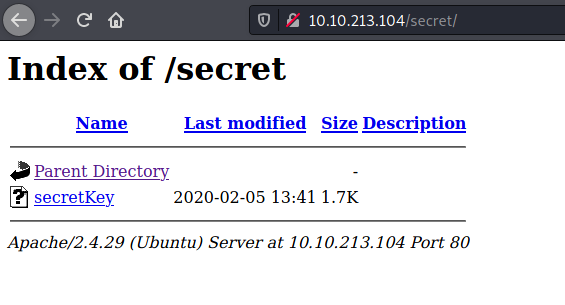 10.10.213.104/secret/
Index of /secret
Name Last modified Size Description
Parent Directory -
secretKey 2020-02-05 13:41 1.7K
Apache/2.4.29 (Ubuntu) Server at 10.10.213.104 Port 80